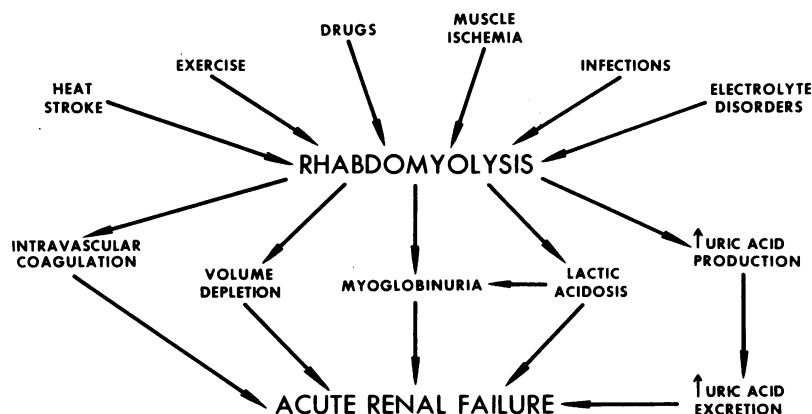 DRUGS
MUSCLE
ISCHEMIA
EXERCISE
INFECTIONS
HEAT
STROKE
ELECTROLYTE
DISORDERS
RHABDOMYOLYSIS
INTRAVASCULAR
COAGULATION
VOLUME
DEPLETION
MYOGLOBINURIA
LACTIC
ACIDOSIS
↑URIC ACID
PRODUCTION
ACUTE RENAL FAILURE
↑URIC ACID
EXCRETION